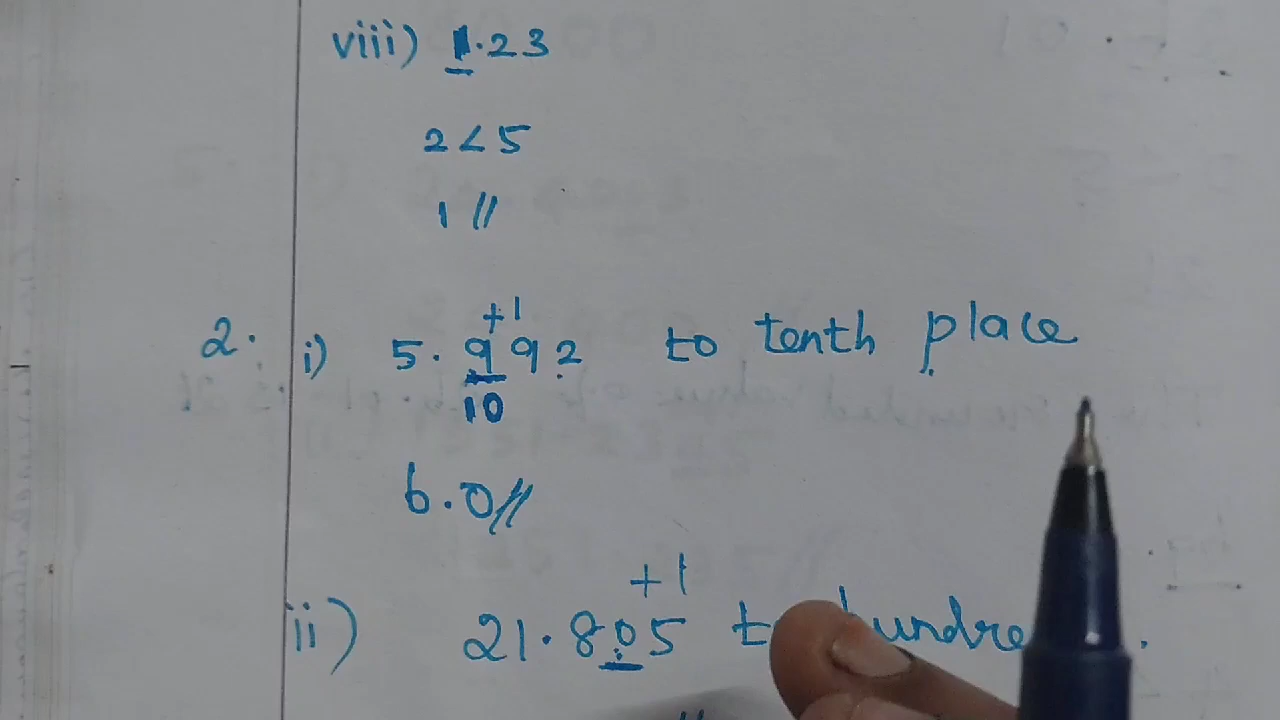 viii) 1.23
2 < 5
1 //
+1
2. i) 5.992 to tenth place
10
6.0//
+1
ii) 21.805